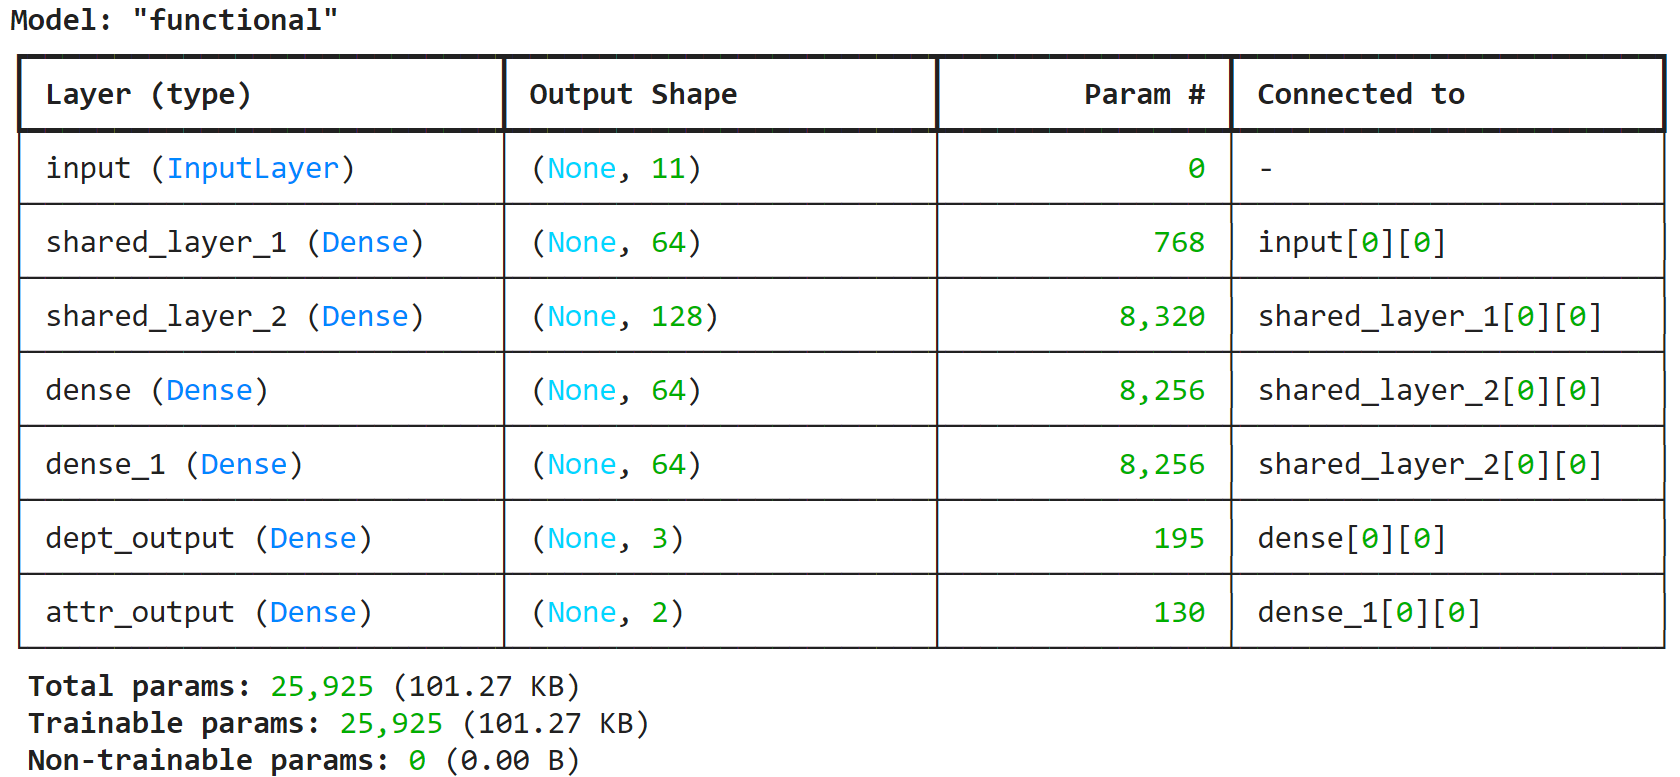 Model: "functional"
Layer (type) Output Shape Param # Connected to
input (InputLayer) (None, 11) 0 -
shared_layer_1 (Dense) (None, 64) 768 input[0][0]
shared_layer_2 (Dense) (None, 128) 8,320 shared_layer_1[0][0]
dense (Dense) (None, 64) 8,256 shared_layer_2[0][0]
dense_1 (Dense) (None, 64) 8,256 shared_layer_2[0][0]
dept_output (Dense) (None, 3) 195 dense[0][0]
attr_output (Dense) (None, 2) 130 dense_1[0][0]
Total params: 25,925 (101.27 KB)
Trainable params: 25,925 (101.27 KB)
Non-trainable params: 0 (0.00 B)